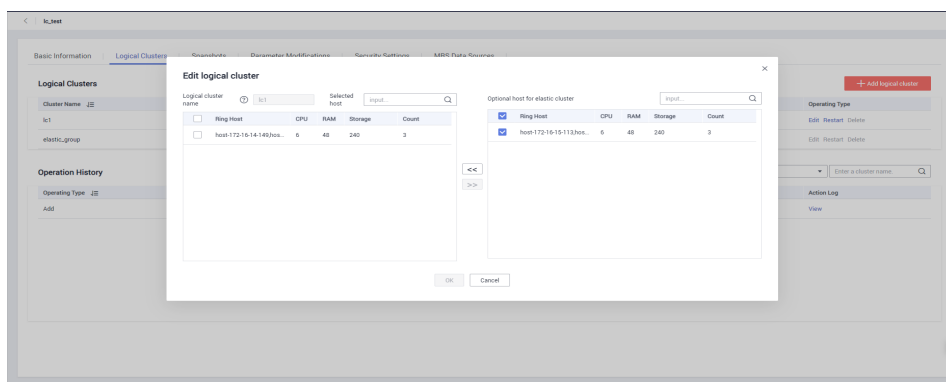 lc_test
Basic Information Logical Clusters Snapshots Parameter Modifications Security Settings MRS Data Sources
Edit logical cluster
Logical Clusters
+ Add logical cluster
Logical cluster name lc1 Selected host input...
Optional host for elastic cluster input...
Cluster Name
Operating Type
Ring Host CPU RAM Storage Count
Ring Host CPU RAM Storage Count
lc1
Edit Restart Delete
host-172-16-14-149,hos... 6 48 240 3
host-172-16-15-113,hos... 6 48 240 3
elastic_group
Edit Restart Delete
<<
>>
Operation History
Enter a cluster name
Operating Type
Action Log
Add
View
OK Cancel